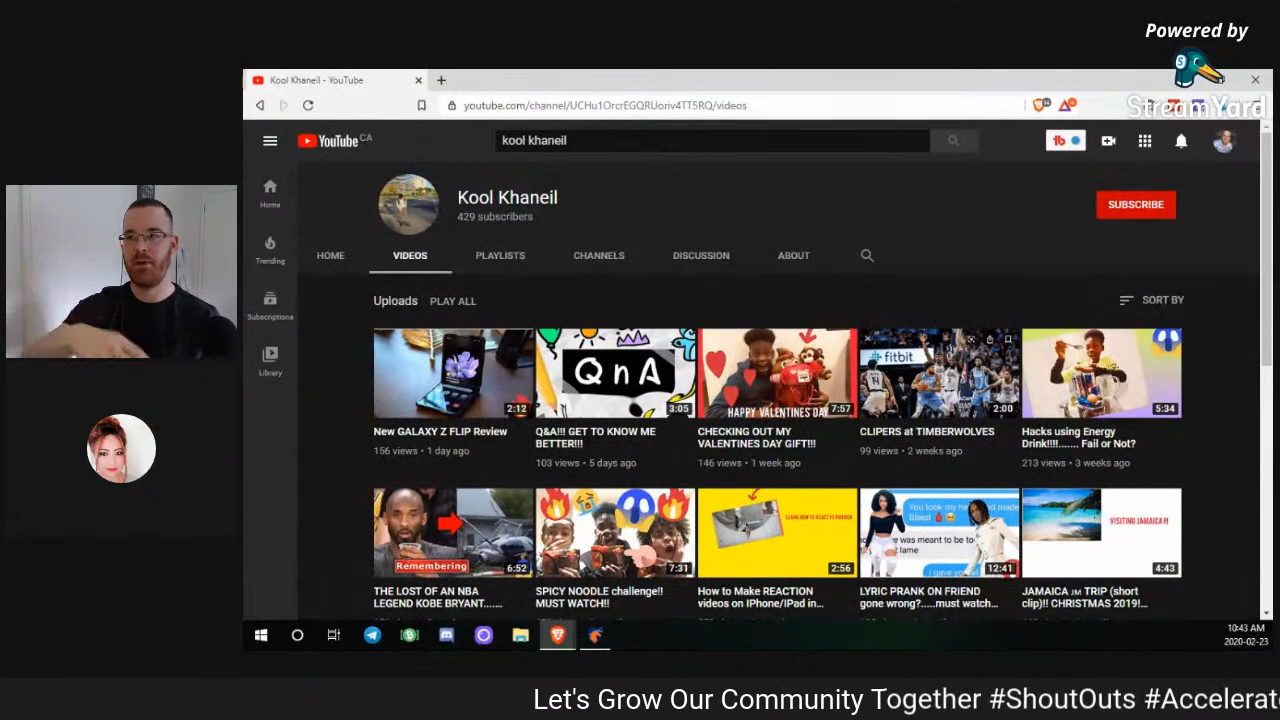 Powered by
StreamYard
Kool Khaneil - YouTube
youtube.com/channel/UCHu1OrcrEGQRUoriv4TT5RQ/videos
YouTube CA
kool khaneil
Home
Trending
Subscriptions
Library
Kool Khaneil
429 subscribers
SUBSCRIBE
HOME
VIDEOS
PLAYLISTS
CHANNELS
DISCUSSION
ABOUT
Uploads PLAY ALL
SORT BY
2:12
QnA
3:05
HAPPY VALENTINES DAY
7:57
fitbit
2:00
5:34
New GALAXY Z FLIP Review
156 views • 1 day ago
Q&A!!! GET TO KNOW ME
BETTER!!!
103 views • 5 days ago
CHECKING OUT MY
VALENTINES DAY GIFT!!!
146 views • 1 week ago
CLIPERS at TIMBERWOLVES
99 views • 2 weeks ago
Hacks using Energy
Drink!!!!....... Fail or Not?
213 views • 3 weeks ago
Remembering
6:52
7:31
2:56
You took my he
12:41
VISITING JAMAICA!!
4:43
THE LOST OF AN NBA
LEGEND KOBE BRYANT.....
SPICY NOODLE challenge!!
MUST WATCH!!
How to Make REACTION
videos on IPhone/IPad in...
LYRIC PRANK ON FRIEND
gone wrong?.....must watch...
JAMAICA JM TRIP (short
clip)!! CHRISTMAS 2019!...
10:43 AM
2020-02-23
Let's Grow Our Community Together #ShoutOuts #Accelerat